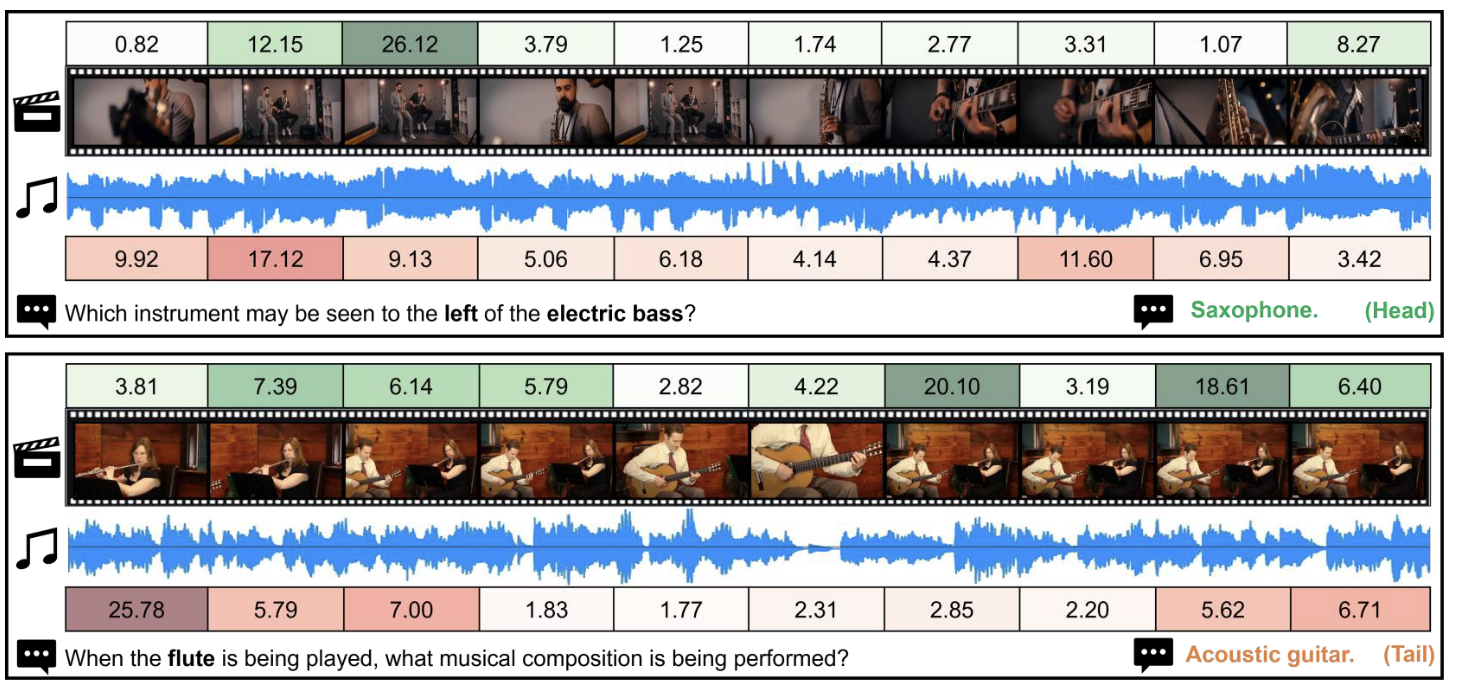 0.82 12.15 26.12 3.79 1.25 1.74 2.77 3.31 1.07 8.27
9.92 17.12 9.13 5.06 6.18 4.14 4.37 11.60 6.95 3.42
Which instrument may be seen to the left of the electric bass? Saxophone. (Head)
3.81 7.39 6.14 5.79 2.82 4.22 20.10 3.19 18.61 6.40
25.78 5.79 7.00 1.83 1.77 2.31 2.85 2.20 5.62 6.71
When the flute is being played, what musical composition is being performed? Acoustic guitar. (Tail)